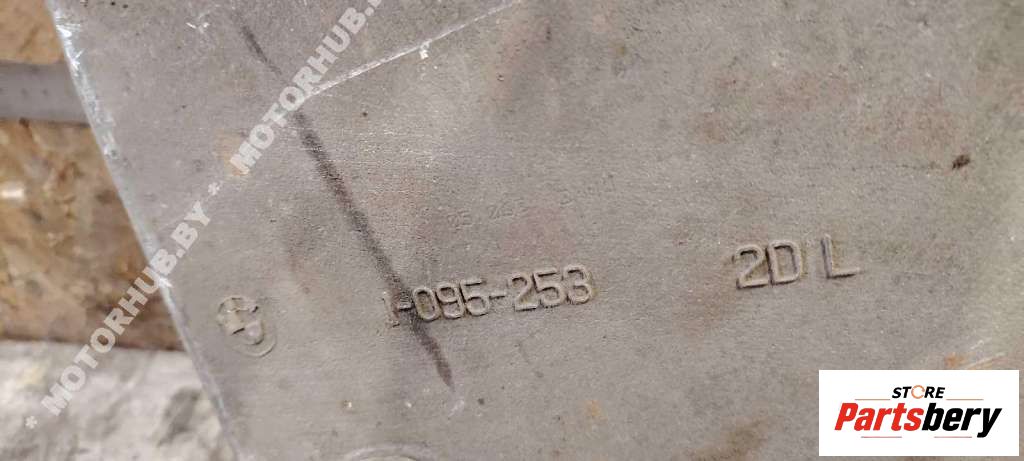 * MOTORHUB.BY * MOTORHUB.BY *
1-095-253
2D L
STORE
Partsbery